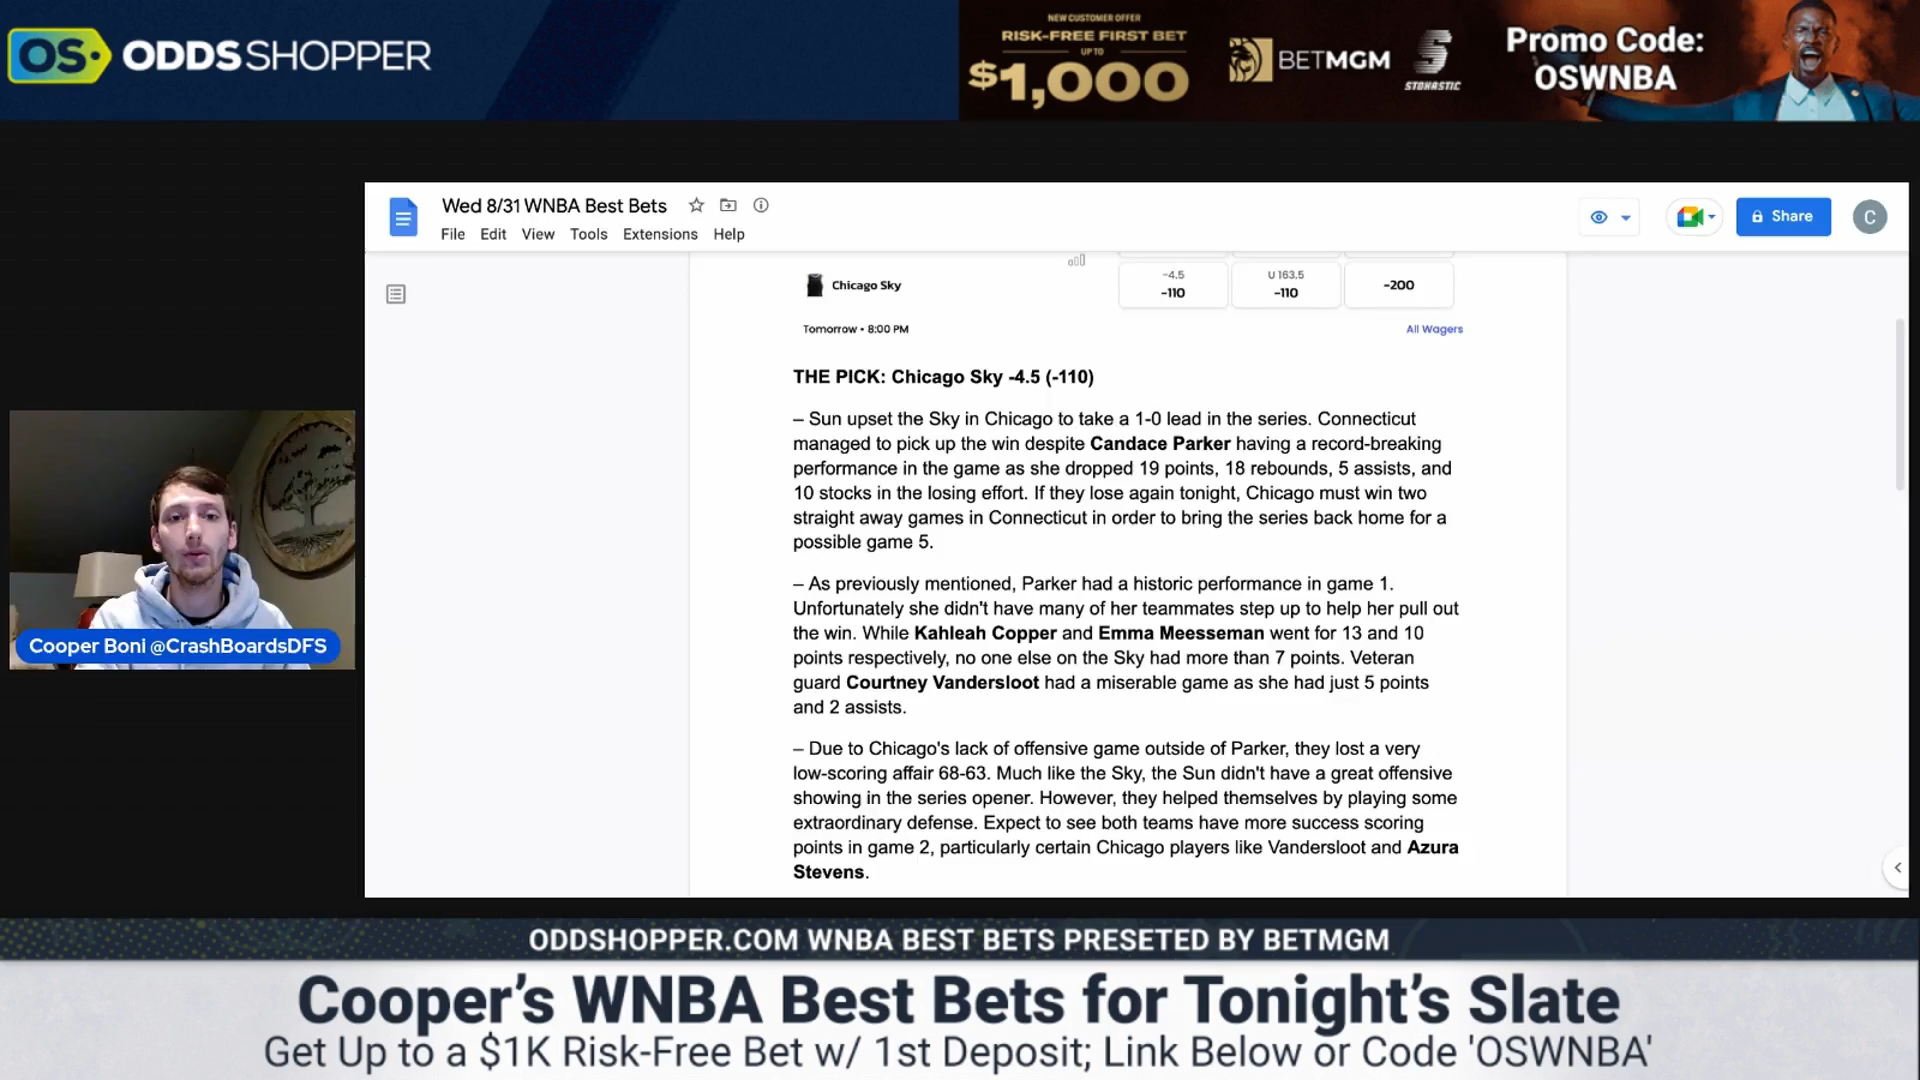 OS.
ODDSSHOPPER
NEW CUSTOMER OFFER
RISK-FREE FIRST BET
UP TO
$1,000
BETMGM
STOKASTIC
Promo Code:
OSWNBA
Wed 8/31 WNBA Best Bets
File Edit View Tools Extensions Help
Share
C
Chicago Sky
-4.5
-110
U 163.5
-110
-200
Tomorrow • 8:00 PM
All Wagers
THE PICK: Chicago Sky -4.5 (-110)
– Sun upset the Sky in Chicago to take a 1-0 lead in the series. Connecticut
managed to pick up the win despite Candace Parker having a record-breaking
performance in the game as she dropped 19 points, 18 rebounds, 5 assists, and
10 stocks in the losing effort. If they lose again tonight, Chicago must win two
straight away games in Connecticut in order to bring the series back home for a
possible game 5.
– As previously mentioned, Parker had a historic performance in game 1.
Unfortunately she didn't have many of her teammates step up to help her pull out
the win. While Kahleah Copper and Emma Meesseman went for 13 and 10
points respectively, no one else on the Sky had more than 7 points. Veteran
guard Courtney Vandersloot had a miserable game as she had just 5 points
and 2 assists.
– Due to Chicago's lack of offensive game outside of Parker, they lost a very
low-scoring affair 68-63. Much like the Sky, the Sun didn't have a great offensive
showing in the series opener. However, they helped themselves by playing some
extraordinary defense. Expect to see both teams have more success scoring
points in game 2, particularly certain Chicago players like Vandersloot and Azura
Stevens.
Cooper Boni @CrashBoardsDFS
ODDSHOPPER.COM WNBA BEST BETS PRESETED BY BETMGM
Cooper’s WNBA Best Bets for Tonight’s Slate
Get Up to a $1K Risk-Free Bet w/ 1st Deposit; Link Below or Code 'OSWNBA'